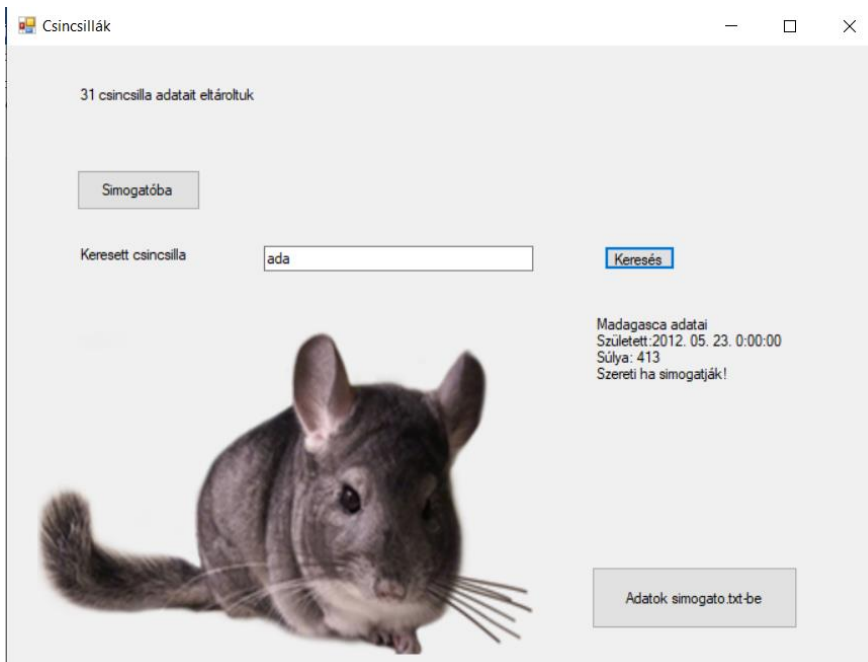 Csincsillák
31 csincsilla adatait eltároltuk
Simogatóba
Keresett csincsilla
ada
Keresés
Madagasca adatai
Született:2012. 05. 23. 0:00:00
Súlya: 413
Szereti ha simogatják!
Adatok simogato.txt-be